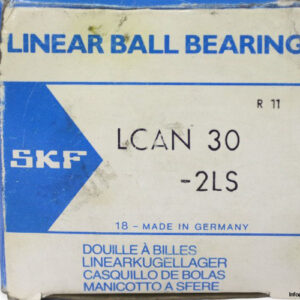 LINEAR BALL BEARING
R 11
SKF
LCAN 30
-2LS
18 - MADE IN GERMANY
DOUILLE À BILLES
LINEARKUGELLAGER
CASQUILLO DE BOLAS
MANICOTTO A SFERE